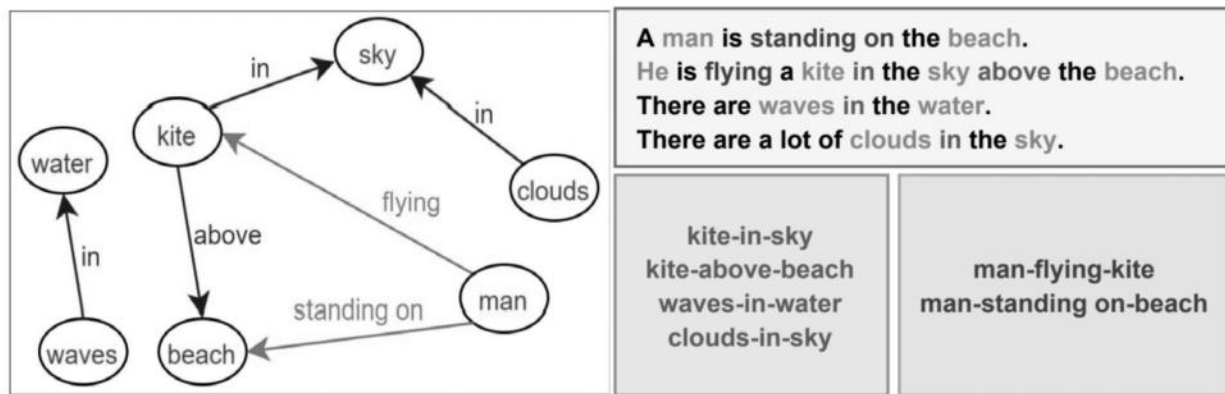 sky
in
kite
in
water
clouds
flying
above
in
man
standing on
waves
beach
A man is standing on the beach.
He is flying a kite in the sky above the beach.
There are waves in the water.
There are a lot of clouds in the sky.
kite-in-sky
kite-above-beach
waves-in-water
clouds-in-sky
man-flying-kite
man-standing on-beach